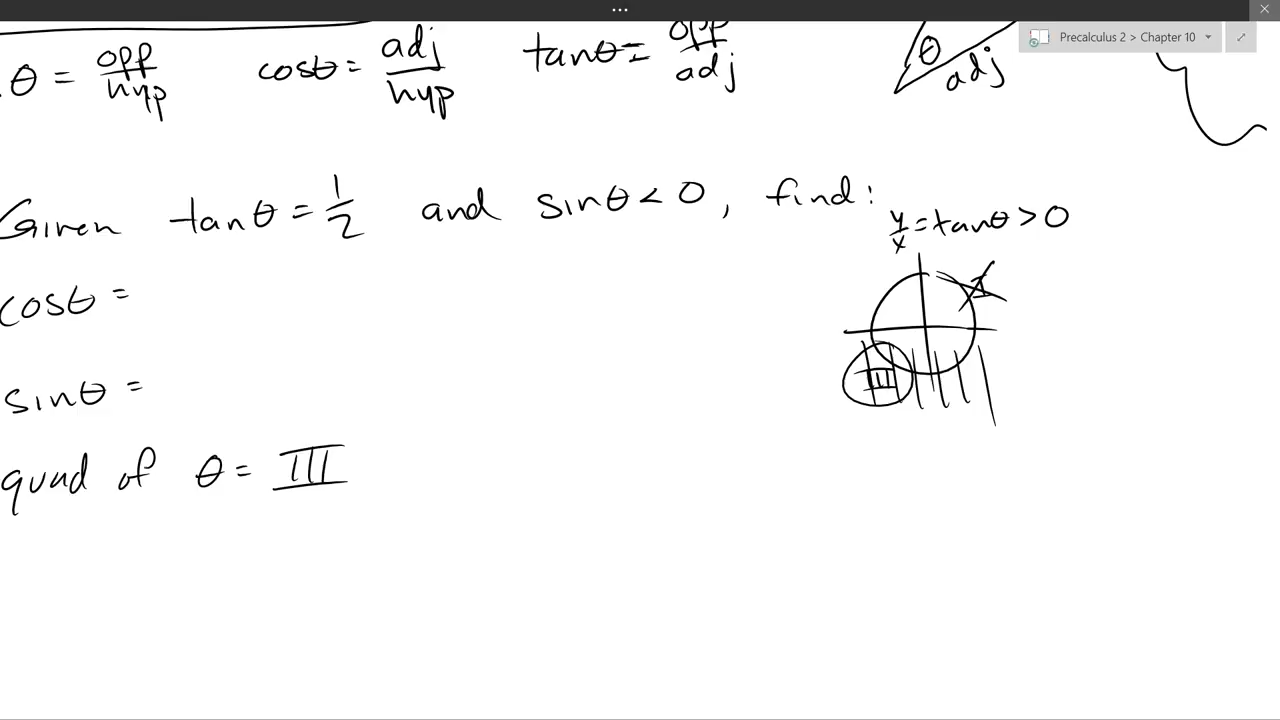 Precalculus 2 > Chapter 10
θ = opp/hyp cosθ = adj/hyp tanθ = opp/adj
θ
adj
Given tanθ = 1/2 and sinθ < 0, find:
y/x = tanθ > 0
I
cosθ =
III
sinθ =
quad of θ = III